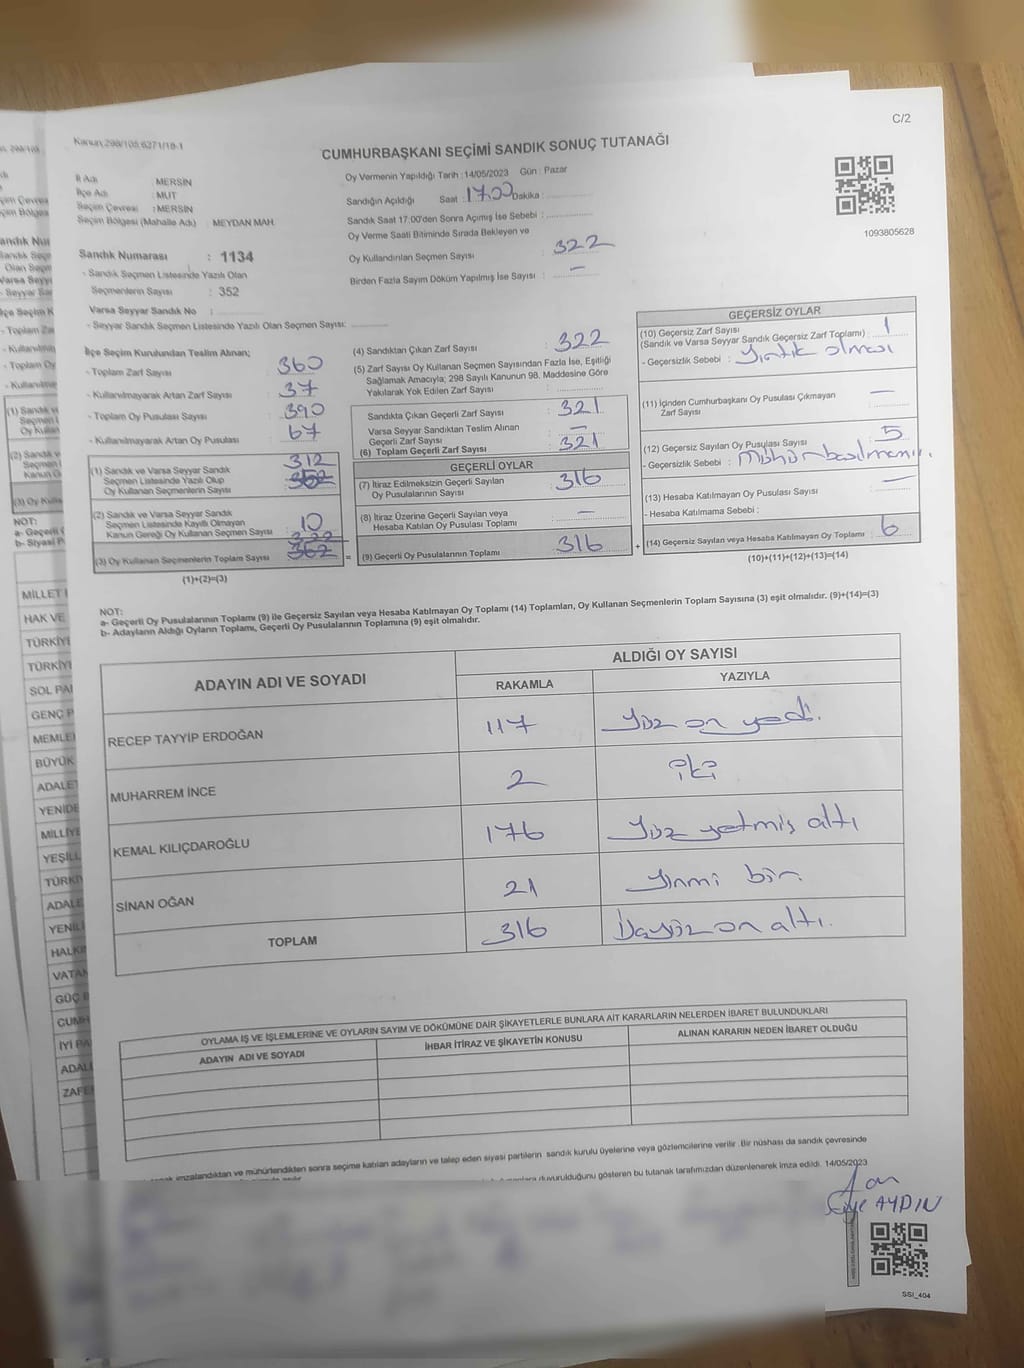 C/2
Kanun:298/105,6271/18-1
CUMHURBAŞKANI SEÇİMİ SANDIK SONUÇ TUTANAĞI
İl Adı : MERSİN
İlçe Adı : MUT
Seçim Çevresi : MERSİN
Seçim Bölgesi (Mahalle Adı) : MEYDAN MAH.
Sandık Numarası : 1134
- Sandık Seçmen Listesinde Yazılı Olan
Seçmenlerin Sayısı : 352
Varsa Seyyar Sandık No :
- Seyyar Sandık Seçmen Listesinde Yazılı Olan Seçmen Sayısı:
Oy Vermenin Yapıldığı Tarih : 14/05/2023 Gün : Pazar
Sandığın Açıldığı Saat : 17.00 Dakika :
Sandık Saat 17:00'den Sonra Açımış İse Sebebi :
Oy Verme Saati Bitiminde Sırada Bekleyen ve
Oy Kullandırılan Seçmen Sayısı : 322
Birden Fazla Sayım Döküm Yapılmış İse Sayısı : –
1093805628
İlçe Seçim Kurulundan Teslim Alınan;
- Toplam Zarf Sayısı : 360
- Kullanılmayarak Artan Zarf Sayısı : 37
- Toplam Oy Pusulası Sayısı : 390
- Kullanılmayarak Artan Oy Pusulası : 67
(1) Sandık ve Varsa Seyyar Sandık 312
Seçmen Listesinde Yazılı Olup
Oy Kullanan Seçmenlerin Sayısı
(2) Sandık ve Varsa Seyyar Sandık
Seçmen Listesinde Kayıtlı Olmayan
Kanun Gereği Oy Kullanan Seçmen Sayısı : 10
322
(3) Oy Kullanan Seçmenlerin Toplam Sayısı 362 =
(1)+(2)=(3)
(4) Sandıktan Çıkan Zarf Sayısı : 322
(5) Zarf Sayısı Oy Kullanan Seçmen Sayısından Fazla İse, Eşitliği
Sağlamak Amacıyla; 298 Sayılı Kanunun 98. Maddesine Göre
Yakılarak Yok Edilen Zarf Sayısı :
Sandıkta Çıkan Geçerli Zarf Sayısı : 321
Varsa Seyyar Sandıktan Teslim Alınan
Geçerli Zarf Sayısı : –
(6) Toplam Geçerli Zarf Sayısı : 321
GEÇERLİ OYLAR
(7) İtiraz Edilmeksizin Geçerli Sayılan
Oy Pusulalarının Sayısı : 316
(8) İtiraz Üzerine Geçerli Sayılan veya
Hesaba Katılan Oy Pusulası Toplamı : –
(9) Geçerli Oy Pusulalarının Toplamı : 316 +
GEÇERSİZ OYLAR
(10) Geçersiz Zarf Sayısı
(Sandık ve Varsa Seyyar Sandık Geçersiz Zarf Toplamı) : 1
- Geçersizlik Sebebi : Yırtık olması
(11) İçinden Cumhurbaşkanı Oy Pusulası Çıkmayan
Zarf Sayısı : –
(12) Geçersiz Sayılan Oy Pusulası Sayısı : 5
- Geçersizlik Sebebi :
(13) Hesaba Katılmayan Oy Pusulası Sayısı : –
- Hesaba Katılmama Sebebi :
(14) Geçersiz Sayılan veya Hesaba Katılmayan Oy Toplamı : 6
(10)+(11)+(12)+(13)=(14)
NOT:
a- Geçerli Oy Pusulalarının Toplamı (9) ile Geçersiz Sayılan veya Hesaba Katılmayan Oy Toplamı (14) Toplamları, Oy Kullanan Seçmenlerin Toplam Sayısına (3) eşit olmalıdır. (9)+(14)=(3)
b- Adayların Aldığı Oyların Toplamı, Geçerli Oy Pusulalarının Toplamına (9) eşit olmalıdır.
ADAYIN ADI VE SOYADI
ALDIĞI OY SAYISI
RAKAMLA YAZIYLA
RECEP TAYYİP ERDOĞAN 117 Yüz on yedi.
MUHARREM İNCE 2 iki
KEMAL KILIÇDAROĞLU 176 Yüz yetmiş altı
SİNAN OĞAN 21 Yirmi bir.
TOPLAM 316 Üçyüz on altı.
OYLAMA İŞ VE İŞLEMLERİNE VE OYLARIN SAYIM VE DÖKÜMÜNE DAİR ŞİKAYETLERLE BUNLARA AİT KARARLARIN NELERDEN İBARET BULUNDUKLARI
ADAYIN ADI VE SOYADI İHBAR İTİRAZ VE ŞİKAYETİN KONUSU ALINAN KARARIN NEDEN İBARET OLDUĞU
imzalandıktan ve mühürlendikten sonra seçime katılan adayların ve talep eden siyasi partilerin sandık kurulu üyelerine veya gözlemcilerine verilir. Bir nüshası da sandık çevresinde
duyurulduğunu gösteren bu tutanak tarafımızdan düzenlenerek imza edildi. 14/05/2023
AYDIN
SSİ_404
NOT:
MİLLET
HAK VE
TÜRKİY
TÜRKİY
SOL PA
GENÇ P
MEMLE
BÜYÜK
ADALET
YENİDE
MİLLİYE
YEŞİLL
TÜRKİY
ADALE
YENİLİ
HALKI
VATAN
GÜÇ B
CUMH
İYİ PA
ADAL
ZAFE